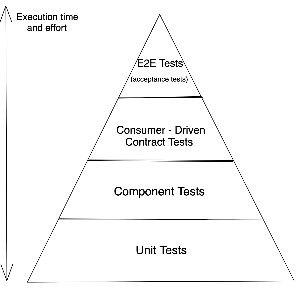 Execution time
and effort
E2E Tests
(acceptance tests)
Consumer - Driven
Contract Tests
Component Tests
Unit Tests